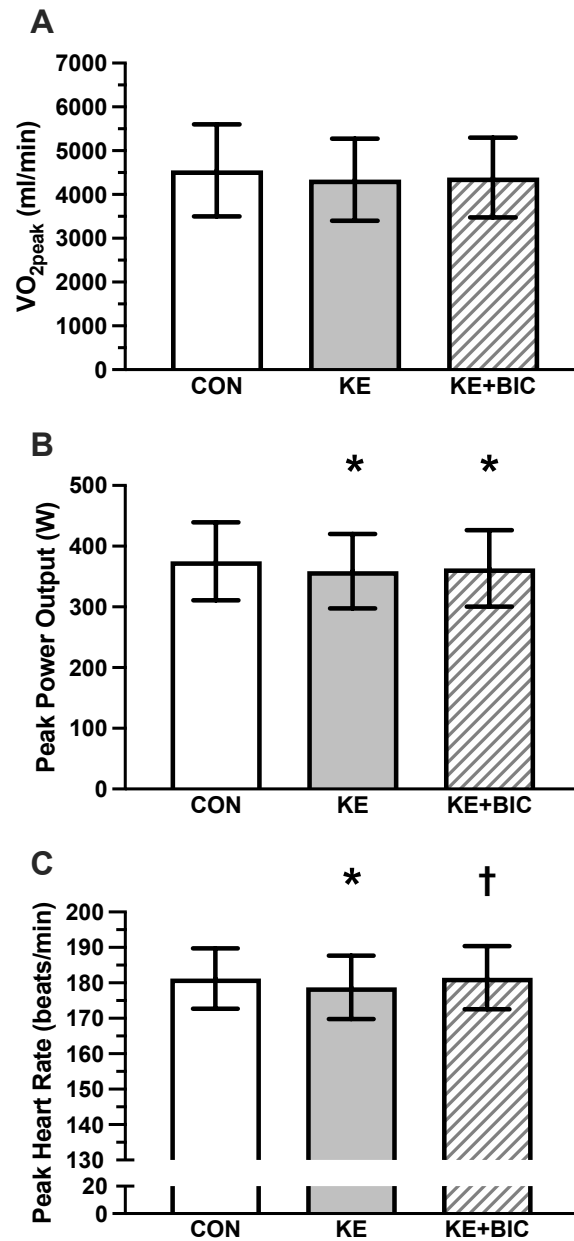 A
VO2peak (ml/min)
7000
6000
5000
4000
3000
2000
1000
0
CON KE KE+BIC
B
* *
Peak Power Output (W)
500
400
300
200
100
0
CON KE KE+BIC
C
* †
Peak Heart Rate (beats/min)
200
190
180
170
160
150
140
130
20
0
CON KE KE+BIC